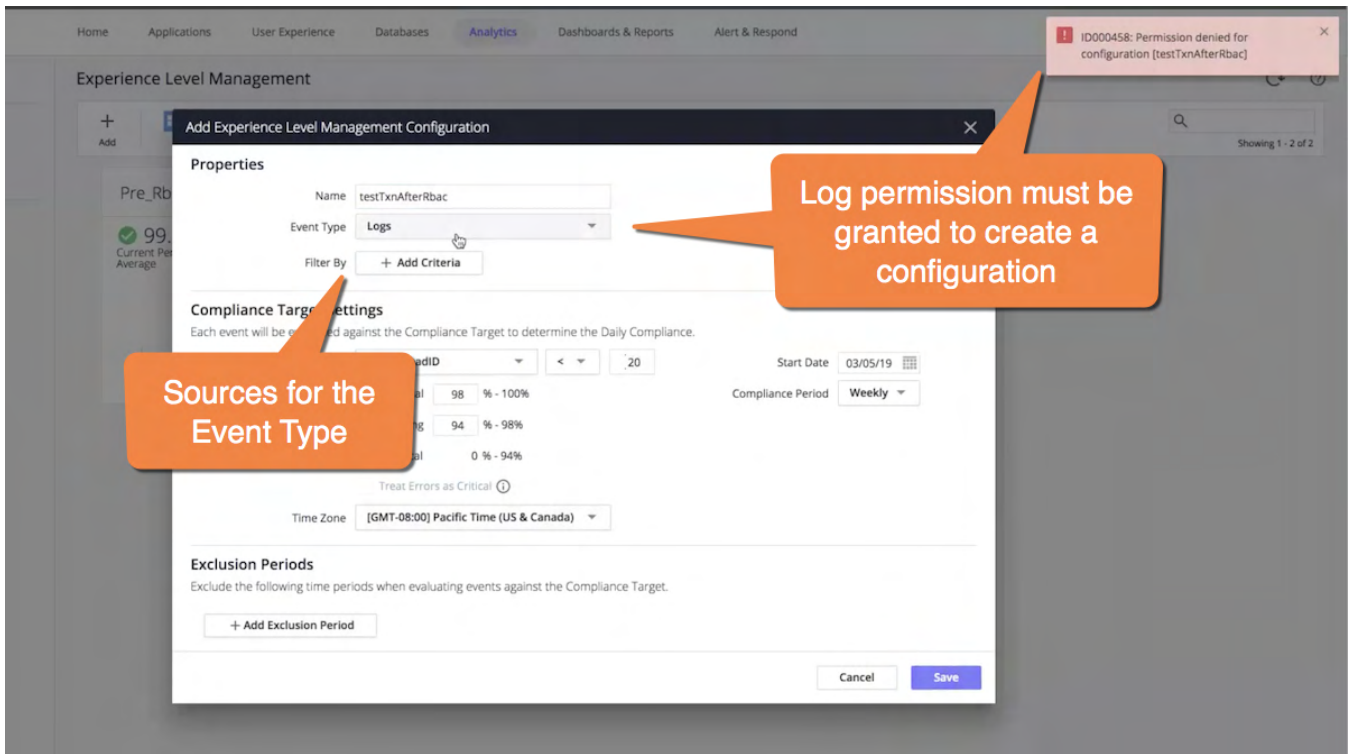 Home Applications User Experience Databases Analytics Dashboards & Reports Alert & Respond
ID000458: Permission denied for
configuration [testTxnAfterRbac]
Experience Level Management
Add
Showing 1 - 2 of 2
Pre_Rb
99.
Current Per
Average
Add Experience Level Management Configuration
Properties
Name testTxnAfterRbac
Event Type Logs
Filter By + Add Criteria
Log permission must be
granted to create a
configuration
Compliance Target ettings
Each event will be e ed against the Compliance Target to determine the Daily Compliance.
adID < 20 Start Date 03/05/19
al 98 % - 100% Compliance Period Weekly
g 94 % - 98%
al 0 % - 94%
Sources for the
Event Type
Treat Errors as Critical
Time Zone [GMT-08:00] Pacific Time (US & Canada)
Exclusion Periods
Exclude the following time periods when evaluating events against the Compliance Target.
+ Add Exclusion Period
Cancel Save